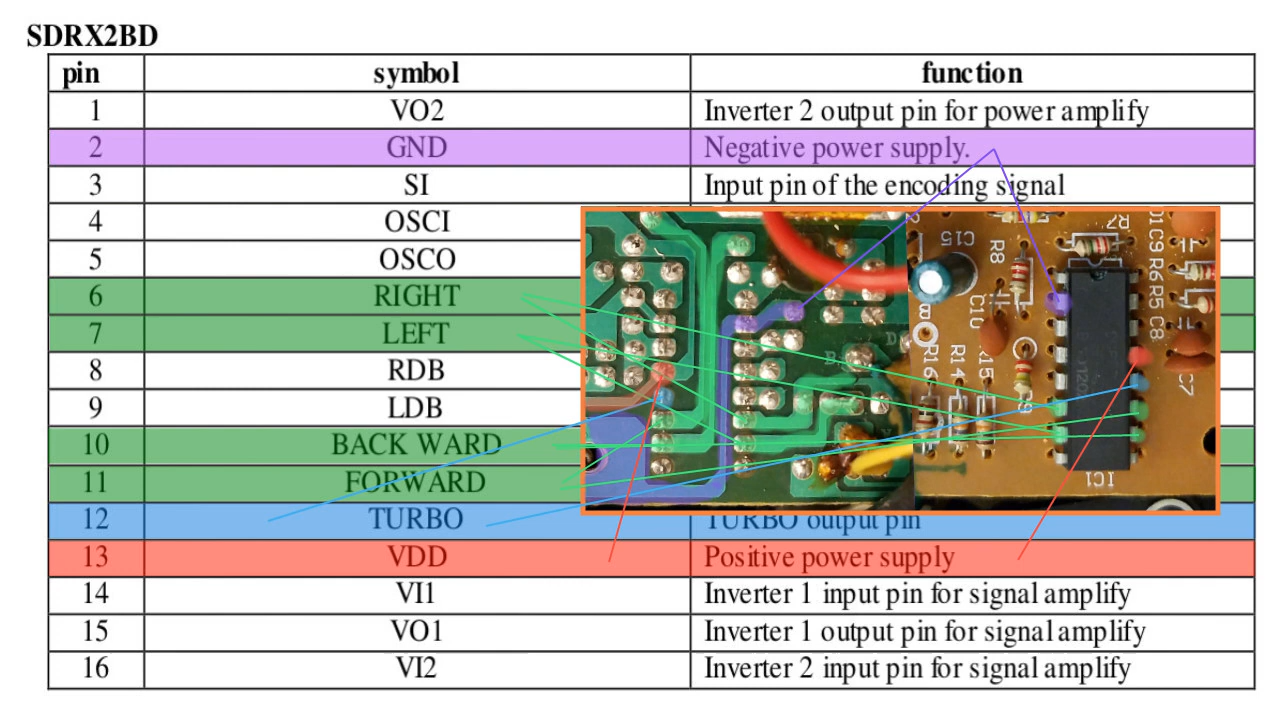 SDRX2BD
pin symbol function
1 VO2 Inverter 2 output pin for power amplify
2 GND Negative power supply.
3 SI Input pin of the encoding signal
4 OSCI
5 OSCO
6 RIGHT
7 LEFT
8 RDB
9 LDB
10 BACK WARD
11 FORWARD
12 TURBO TURBO output pin
13 VDD Positive power supply
14 VI1 Inverter 1 input pin for signal amplify
15 VO1 Inverter 1 output pin for signal amplify
16 VI2 Inverter 2 input pin for signal amplify
C15
R8
C10
R16
R14
R7
C9
R6
R5
C8
C7
IC1